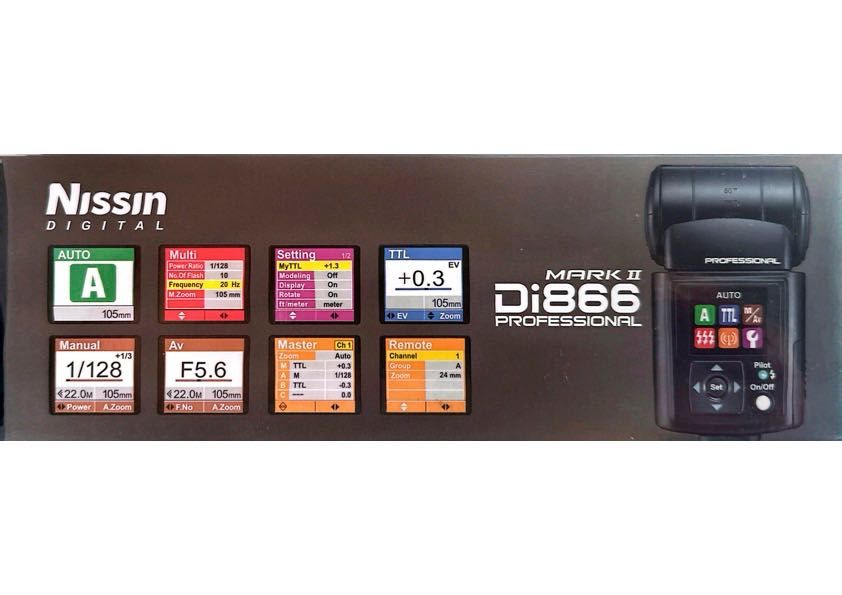 Nissin
DIGITAL
AUTO
A
105mm
Multi
Power Ratio 1/128
No.Of Flash 10
Frequency 20 Hz
M.Zoom 105 mm
Setting 1/2
MyTTL +1.3
Modeling Off
Display On
Rotate On
ft/meter meter
TTL
EV
+0.3
105mm
EV Zoom
Manual
+1/3
1/128
22.0M 105mm
Power A.Zoom
Av
F5.6
22.0M 105mm
F.No A.Zoom
Master Ch 1
Zoom Auto
M TTL +0.3
A M 1/128
B TTL -0.3
C ---- 0.0
Remote
Channel 1
Group A
Zoom 24 mm
MARK II
Di866
PROFESSIONAL
PROFESSIONAL
AUTO
A TTL M/Av
Pilot
On/Off
Set